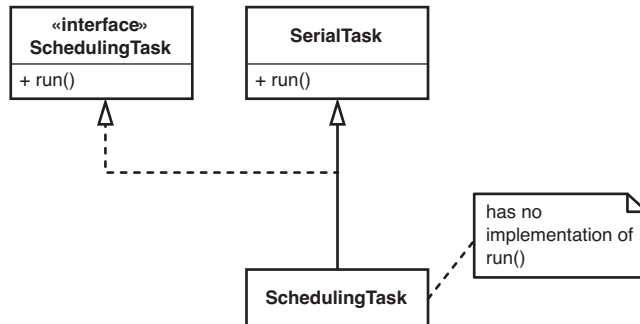 «interface»
SchedulingTask
+ run()
SerialTask
+ run()
has no
implementation of
run()
SchedulingTask